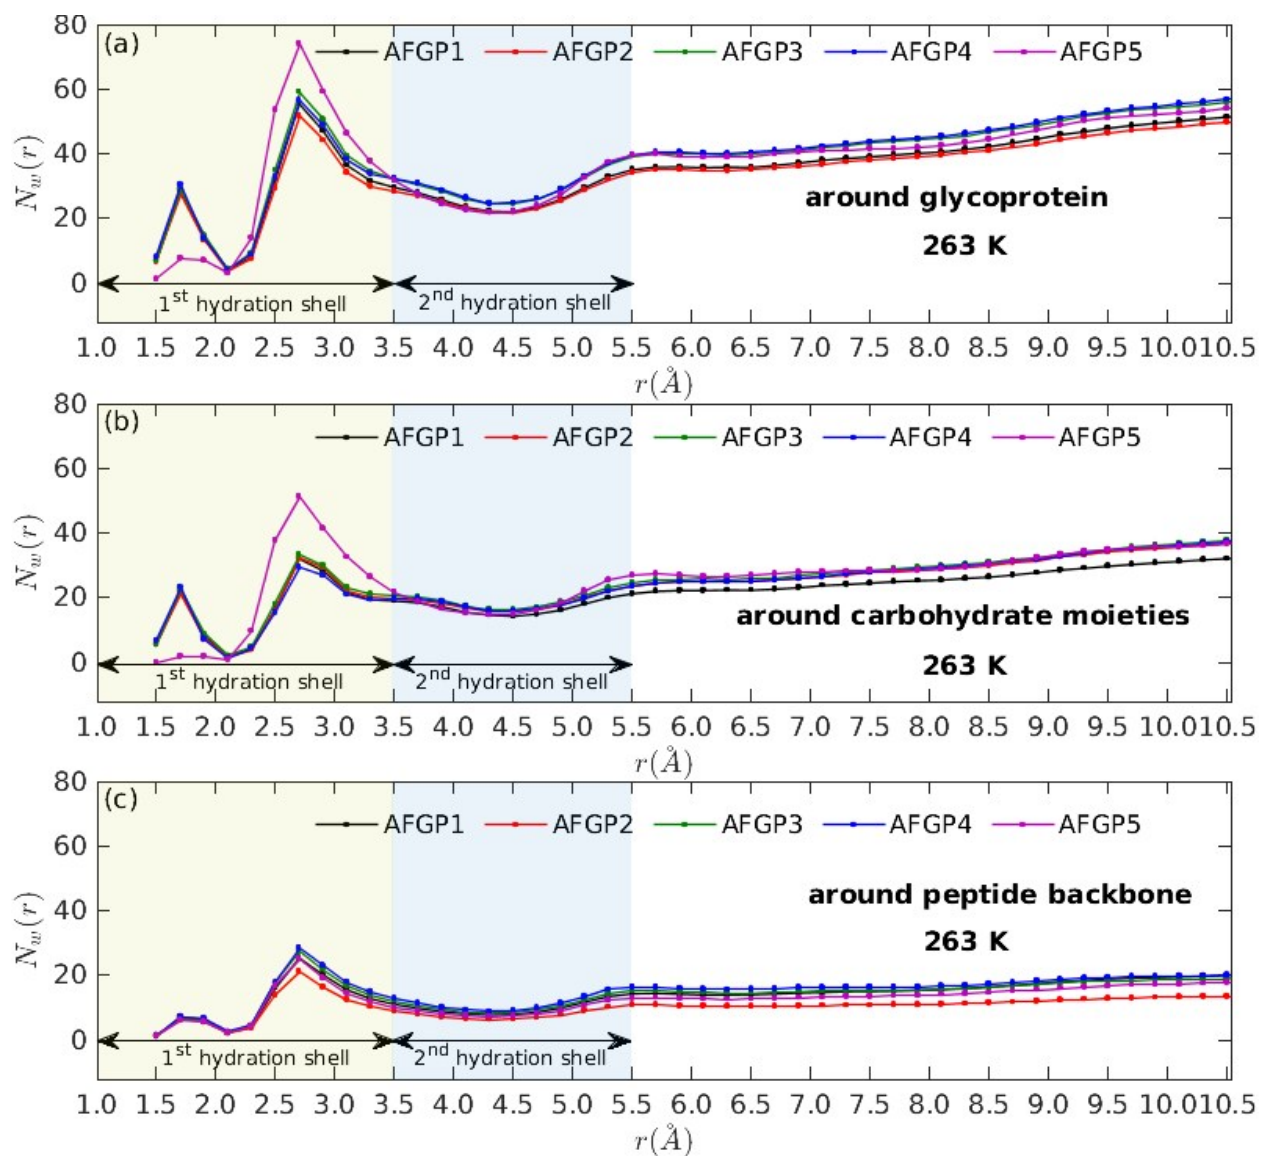 (a)
AFGP1 AFGP2 AFGP3 AFGP4 AFGP5
80
60
40
20
0
N_w(r)
around glycoprotein
263 K
1st hydration shell 2nd hydration shell
1.0 1.5 2.0 2.5 3.0 3.5 4.0 4.5 5.0 5.5 6.0 6.5 7.0 7.5 8.0 8.5 9.0 9.5 10.0 10.5
r(Å)
(b)
AFGP1 AFGP2 AFGP3 AFGP4 AFGP5
80
60
40
20
0
N_w(r)
around carbohydrate moieties
263 K
1st hydration shell 2nd hydration shell
1.0 1.5 2.0 2.5 3.0 3.5 4.0 4.5 5.0 5.5 6.0 6.5 7.0 7.5 8.0 8.5 9.0 9.5 10.0 10.5
r(Å)
(c)
AFGP1 AFGP2 AFGP3 AFGP4 AFGP5
80
60
40
20
0
N_w(r)
around peptide backbone
263 K
1st hydration shell 2nd hydration shell
1.0 1.5 2.0 2.5 3.0 3.5 4.0 4.5 5.0 5.5 6.0 6.5 7.0 7.5 8.0 8.5 9.0 9.5 10.0 10.5
r(Å)